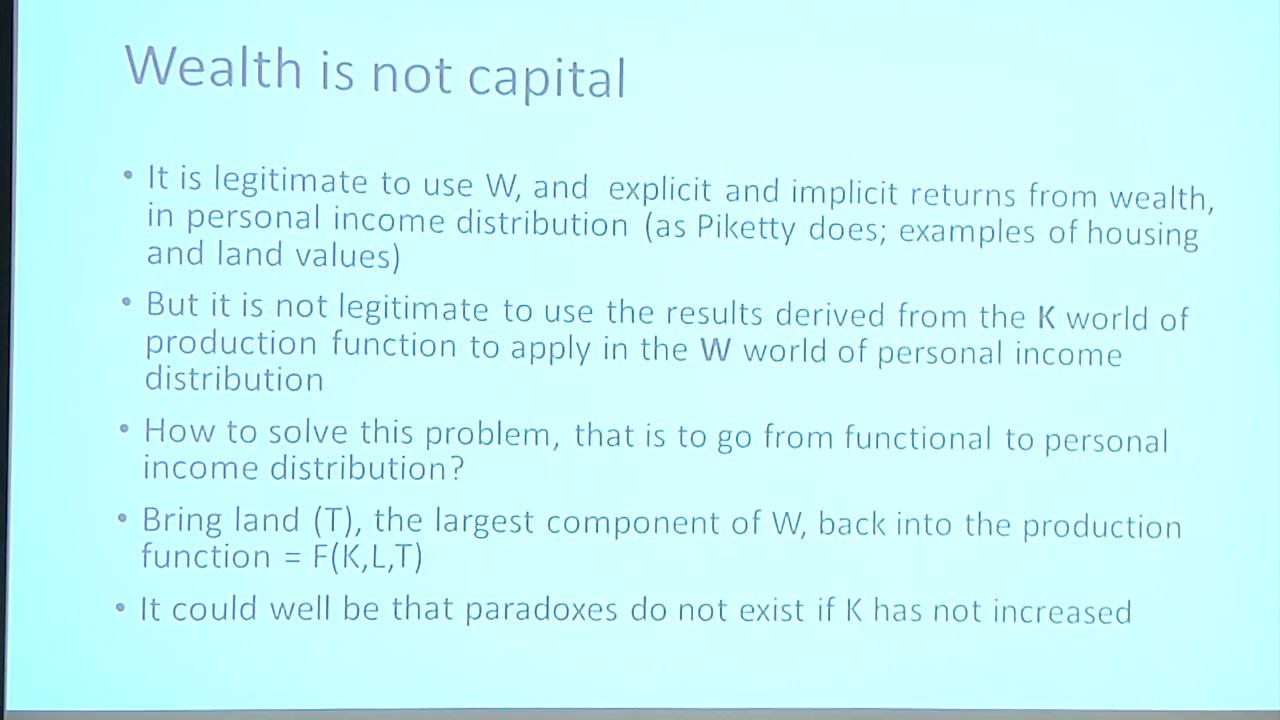 Wealth is not capital
• It is legitimate to use W, and explicit and implicit returns from wealth,
in personal income distribution (as Piketty does; examples of housing
and land values)
• But it is not legitimate to use the results derived from the K world of
production function to apply in the W world of personal income
distribution
• How to solve this problem, that is to go from functional to personal
income distribution?
• Bring land (T), the largest component of W, back into the production
function = F(K,L,T)
• It could well be that paradoxes do not exist if K has not increased